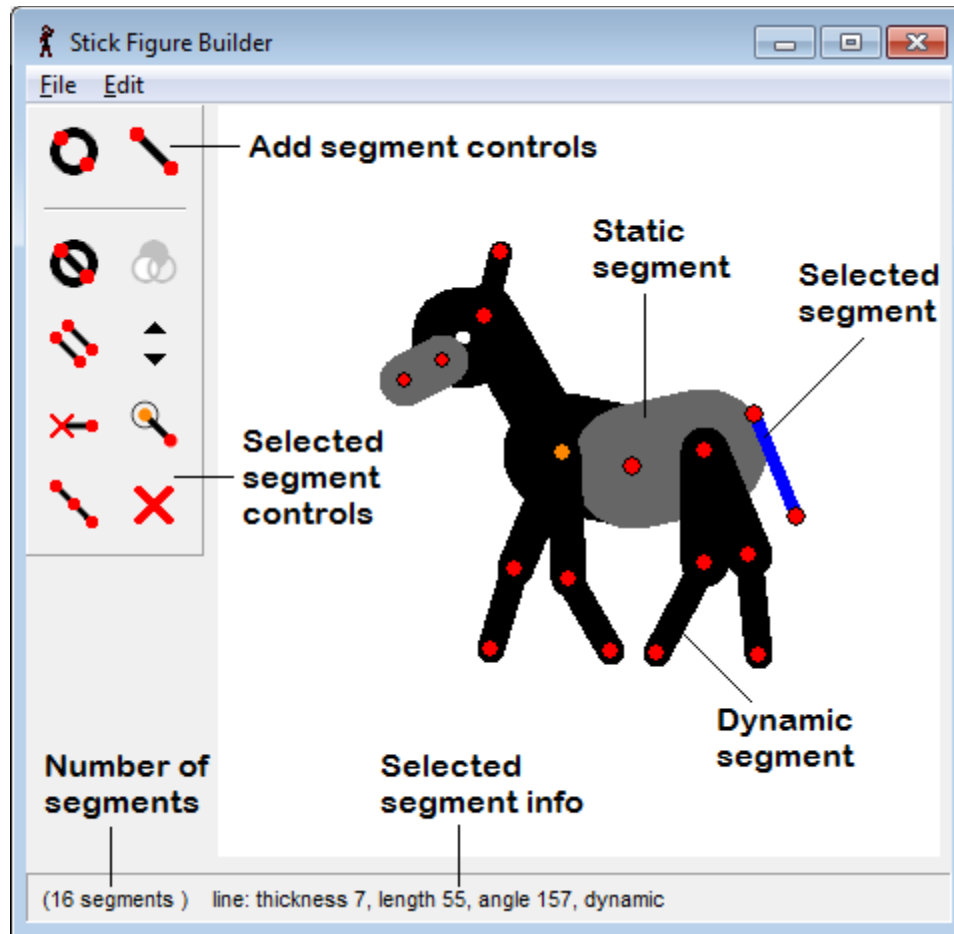 Stick Figure Builder
File Edit
Add segment controls
Static
segment
Selected
segment
Selected
segment
controls
Dynamic
segment
Number of
segments
Selected
segment info
(16 segments ) line: thickness 7, length 55, angle 157, dynamic